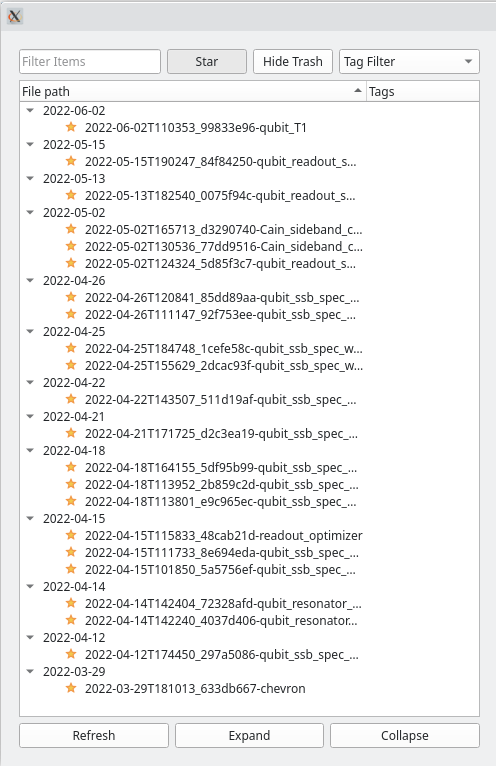 Filter Items Star Hide Trash Tag Filter
File path Tags
2022-06-02
2022-06-02T110353_99833e96-qubit_T1
2022-05-15
2022-05-15T190247_84f84250-qubit_readout_s...
2022-05-13
2022-05-13T182540_0075f94c-qubit_readout_s...
2022-05-02
2022-05-02T165713_d3290740-Cain_sideband_c...
2022-05-02T130536_77dd9516-Cain_sideband_c...
2022-05-02T124324_5d85f3c7-qubit_readout_s...
2022-04-26
2022-04-26T120841_85dd89aa-qubit_ssb_spec_...
2022-04-26T111147_92f753ee-qubit_ssb_spec_...
2022-04-25
2022-04-25T184748_1cefe58c-qubit_ssb_spec_w...
2022-04-25T155629_2dcac93f-qubit_ssb_spec_w...
2022-04-22
2022-04-22T143507_511d19af-qubit_ssb_spec_...
2022-04-21
2022-04-21T171725_d2c3ea19-qubit_ssb_spec_...
2022-04-18
2022-04-18T164155_5df95b99-qubit_ssb_spec_...
2022-04-18T113952_2b859c2d-qubit_ssb_spec_...
2022-04-18T113801_e9c965ec-qubit_ssb_spec_...
2022-04-15
2022-04-15T115833_48cab21d-readout_optimizer
2022-04-15T111733_8e694eda-qubit_ssb_spec_...
2022-04-15T101850_5a5756ef-qubit_ssb_spec_...
2022-04-14
2022-04-14T142404_72328afd-qubit_resonator_...
2022-04-14T142240_4037d406-qubit_resonator...
2022-04-12
2022-04-12T174450_297a5086-qubit_ssb_spec_...
2022-03-29
2022-03-29T181013_633db667-chevron
Refresh Expand Collapse